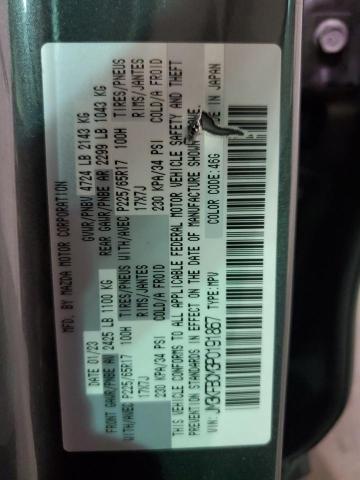 MFD. BY MAZDA MOTOR CORPORATION
GVWR/PNBV 4724 LB 2143 KG
DATE 01/23
FRONT GAWR/PNBE AV 2425 LB 1100 KG
REAR GAWR/PNBE AR 2299 LB 1043 KG
WITH/AVEC P225/65R17 100H TIRES/PNEUS WITH/AVEC P225/65R17 100H TIRES/PNEUS
17X7J RIMS/JANTES 17X7J RIMS/JANTES
230 KPA/34 PSI COLD/A FROID 230 KPA/34 PSI COLD/A FROID
THIS VEHICLE CONFORMS TO ALL APPLICABLE FEDERAL MOTOR VEHICLE SAFETY AND THEFT
PREVENTION STANDARDS IN EFFECT ON THE DATE OF MANUFACTURE SHOWN ABOVE.
IN JAPAN
VIN: JM3KFBDM3P0191867 TYPE: MPV COLOR CODE: 46G